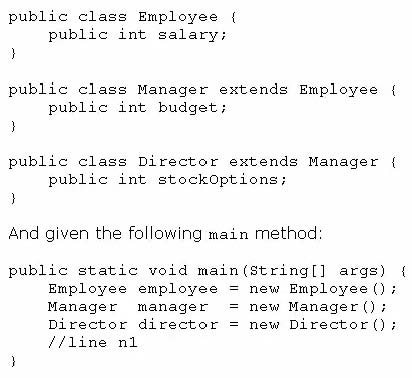 public class Employee {
    public int salary;
}

public class Manager extends Employee {
    public int budget;
}

public class Director extends Manager {
    public int stockOptions;
}

And given the following main method:

public static void main(String[] args) {
    Employee employee = new Employee();
    Manager  manager  = new Manager();
    Director director = new Director();
    //line n1
}